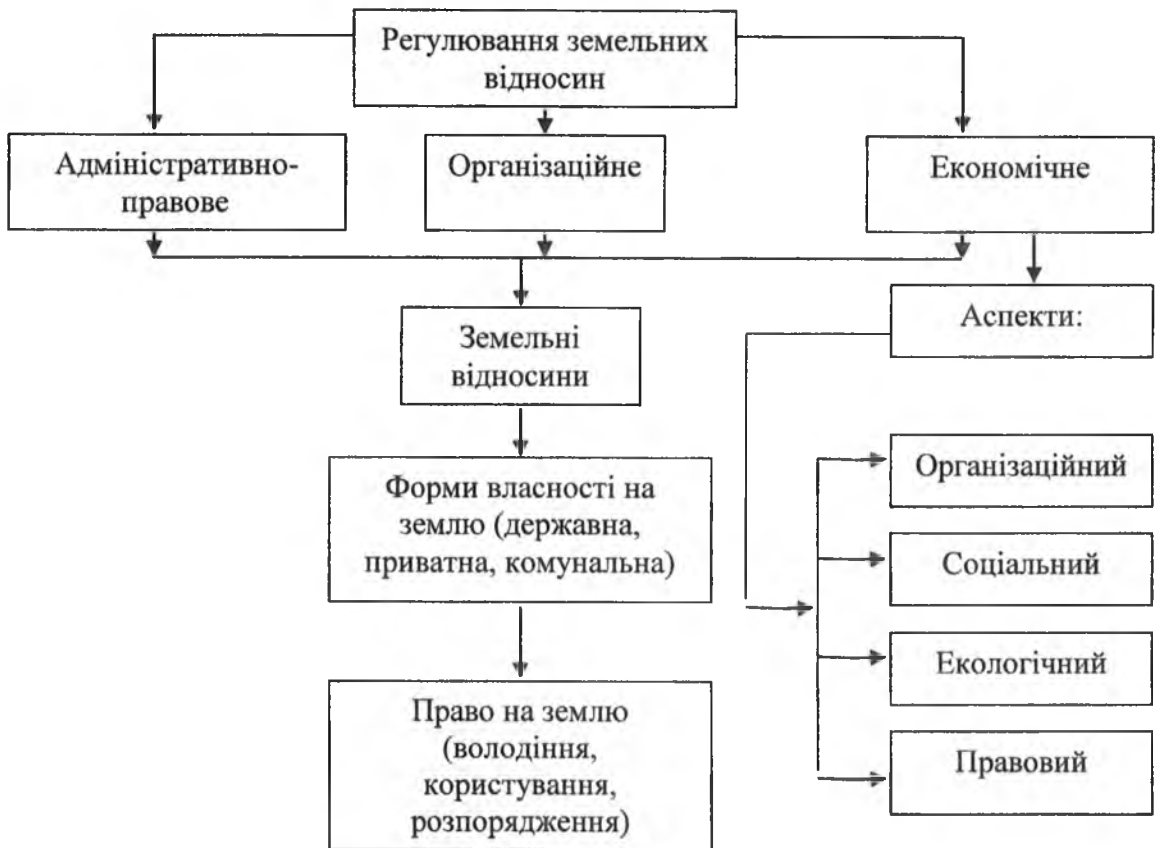 Регулювання земельних
відносин
Адміністративно-
правове
Організаційне
Економічне
Земельні
відносини
Аспекти:
Форми власності на
землю (державна,
приватна, комунальна)
Право на землю
(володіння,
користування,
розпорядження)
Організаційний
Соціальний
Екологічний
Правовий